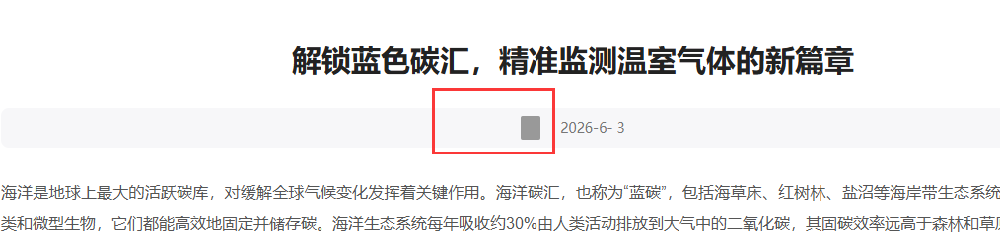 解锁蓝色碳汇，精准监测温室气体的新篇章
2026-6- 3
海洋是地球上最大的活跃碳库，对缓解全球气候变化发挥着关键作用。海洋碳汇，也称为“蓝碳”，包括海草床、红树林、盐沼等海岸带生态系统
类和微型生物，它们都能高效地固定并储存碳。海洋生态系统每年吸收约30%由人类活动排放到大气中的二氧化碳，其固碳效率远高于森林和草原